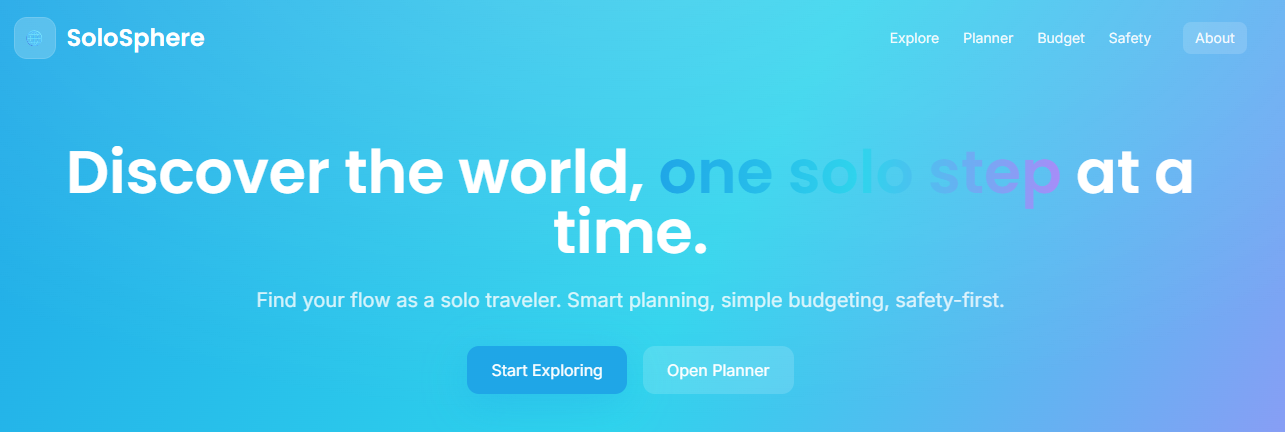 SoloSphere
Explore Planner Budget Safety About
Discover the world, one solo step at a
time.
Find your flow as a solo traveler. Smart planning, simple budgeting, safety-first.
Start Exploring Open Planner